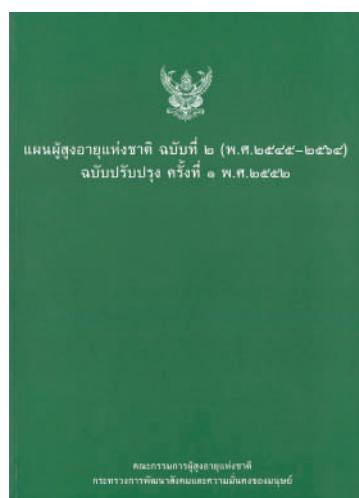 แผนผู้สูงอายุแห่งชาติ ฉบับที่ ๒ (พ.ศ.๒๕๔๕-๒๕๖๔)
ฉบับปรับปรุง ครั้งที่ ๑ พ.ศ.๒๕๕๒
คณะกรรมการผู้สูงอายุแห่งชาติ
กระทรวงการพัฒนาสังคมและความมั่นคงของมนุษย์